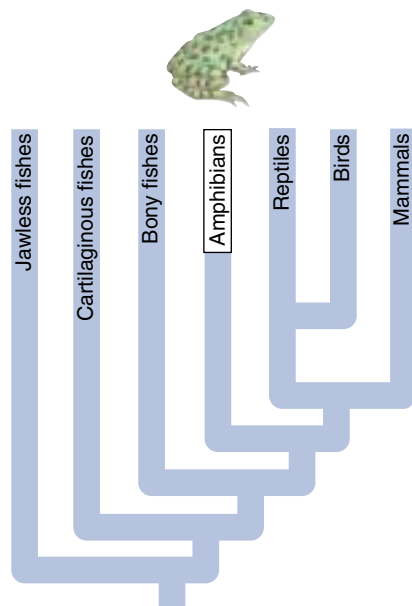 Jawless fishes
Cartilaginous fishes
Bony fishes
Amphibians
Reptiles
Birds
Mammals